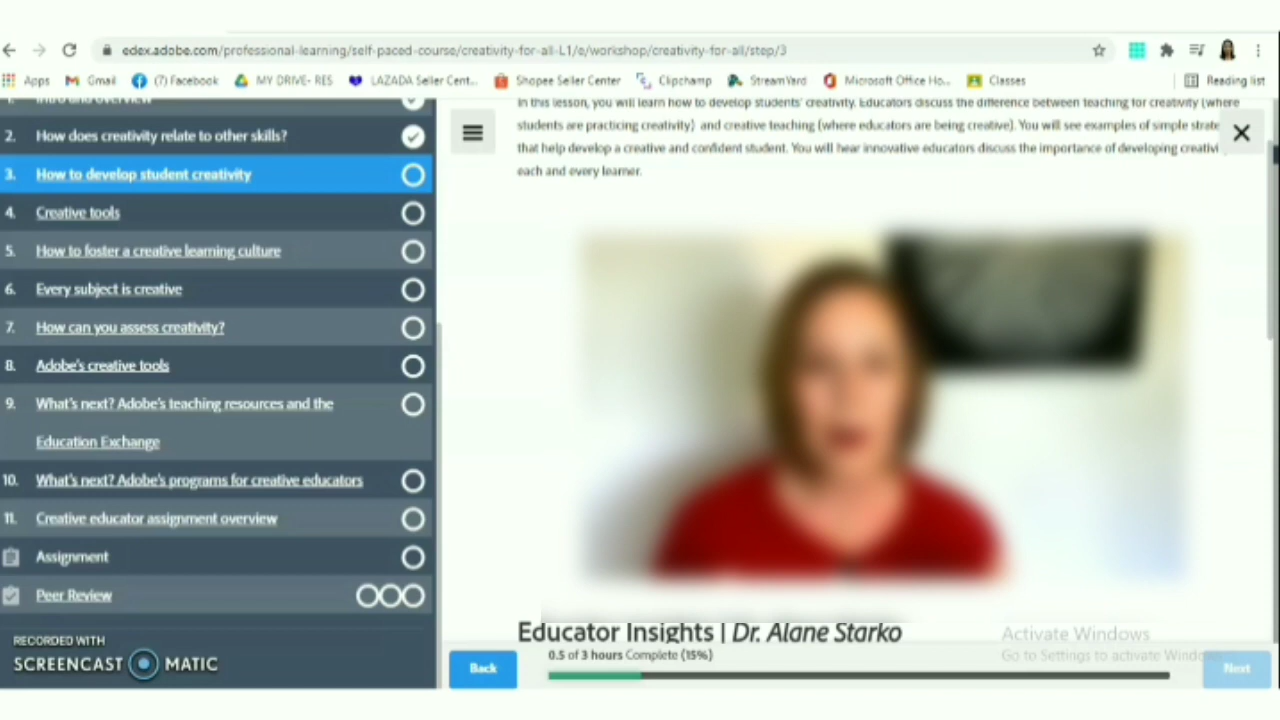 edex.adobe.com/professional-learning/self-paced-course/creativity-for-all-L1/e/workshop/creativity-for-all/step/3
Apps Gmail (7) Facebook MY DRIVE- RES LAZADA Seller Cent... Shopee Seller Center Clipchamp StreamYard Microsoft Office Ho... Classes Reading list
1. Intro and overview
2. How does creativity relate to other skills?
3. How to develop student creativity
4. Creative tools
5. How to foster a creative learning culture
6. Every subject is creative
7. How can you assess creativity?
8. Adobe's creative tools
9. What's next? Adobe's teaching resources and the
Education Exchange
10. What's next? Adobe's programs for creative educators
11. Creative educator assignment overview
Assignment
Peer Review
RECORDED WITH
SCREENCAST MATIC
In this lesson, you will learn how to develop students' creativity. Educators discuss the difference between teaching for creativity (where
students are practicing creativity) and creative teaching (where educators are being creative). You will see examples of simple strate
that help develop a creative and confident student. You will hear innovative educators discuss the importance of developing creativi
each and every learner.
Educator Insights | Dr. Alane Starko
Activate Windows
Go to Settings to activate Windows.
Back
0.5 of 3 hours Complete (15%)
Next